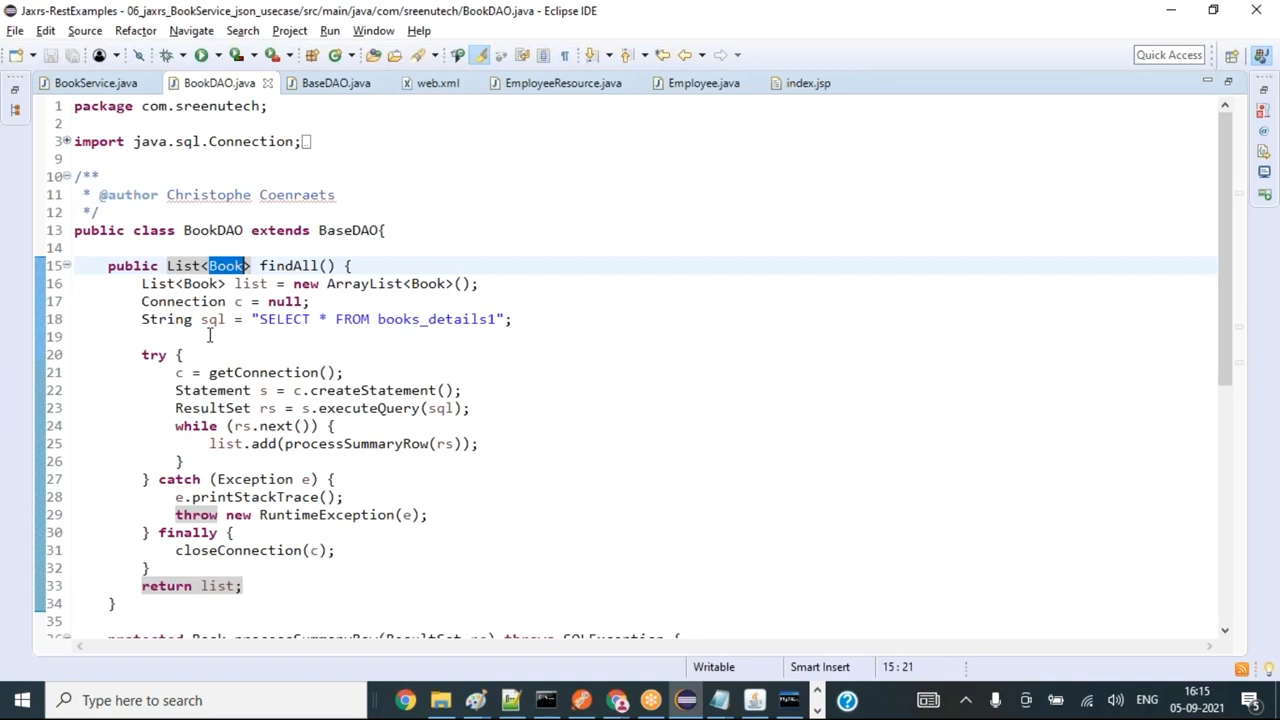 Jaxrs-RestExamples - 06_jaxrs_BookService_json_usecase/src/main/java/com/sreenutech/BookDAO.java - Eclipse IDE
File Edit Source Refactor Navigate Search Project Run Window Help
Quick Access
BookService.java BookDAO.java BaseDAO.java web.xml EmployeeResource.java Employee.java index.jsp
1 package com.sreenutech;
2
3 import java.sql.Connection;
9
10 /**
11 * @author Christophe Coenraets
12 */
13 public class BookDAO extends BaseDAO{
14
15 public List<Book> findAll() {
16 List<Book> list = new ArrayList<Book>();
17 Connection c = null;
18 String sql = "SELECT * FROM books_details1";
19
20 try {
21 c = getConnection();
22 Statement s = c.createStatement();
23 ResultSet rs = s.executeQuery(sql);
24 while (rs.next()) {
25 list.add(processSummaryRow(rs));
26 }
27 } catch (Exception e) {
28 e.printStackTrace();
29 throw new RuntimeException(e);
30 } finally {
31 closeConnection(c);
32 }
33 return list;
34 }
35
36 protected Book processSummaryRow(ResultSet rs) throws SQLException {
Writable Smart Insert 15 : 21
Type here to search
ENG
16:15
05-09-2021
5